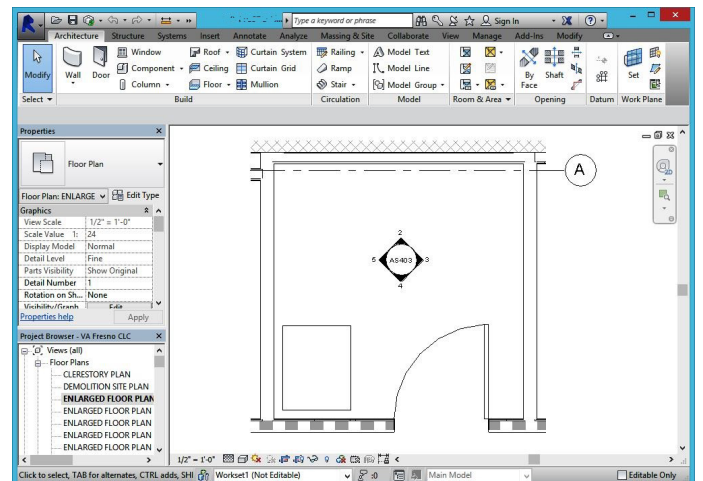 Type a keyword or phrase
Sign In
Architecture Structure Systems Insert Annotate Analyze Massing & Site Collaborate View Manage Add-Ins Modify
Modify
Wall
Door
Window
Component
Column
Roof
Ceiling
Floor
Curtain System
Curtain Grid
Mullion
Railing
Ramp
Stair
Model Text
Model Line
Model Group
By Face
Shaft
Set
Select Build Circulation Model Room & Area Opening Datum Work Plane
Properties
Floor Plan
Floor Plan: ENLARGE Edit Type
Graphics
View Scale 1/2" = 1'-0"
Scale Value 1: 24
Display Model Normal
Detail Level Fine
Parts Visibility Show Original
Detail Number 1
Rotation on Sh... None
Visibility/Graph Edit
Properties help Apply
Project Browser - VA Fresno CLC
Views (all)
Floor Plans
CLERESTORY PLAN
DEMOLITION SITE PLAN
ENLARGED FLOOR PLAN
ENLARGED FLOOR PLAN
ENLARGED FLOOR PLAN
ENLARGED FLOOR PLAN
ENLARGED FLOOR PLAN
A
2
5 AS403 3
4
2D
1/2" = 1'-0"
Click to select, TAB for alternates, CTRL adds, SHI Workset1 (Not Editable) :0 Main Model Editable Only